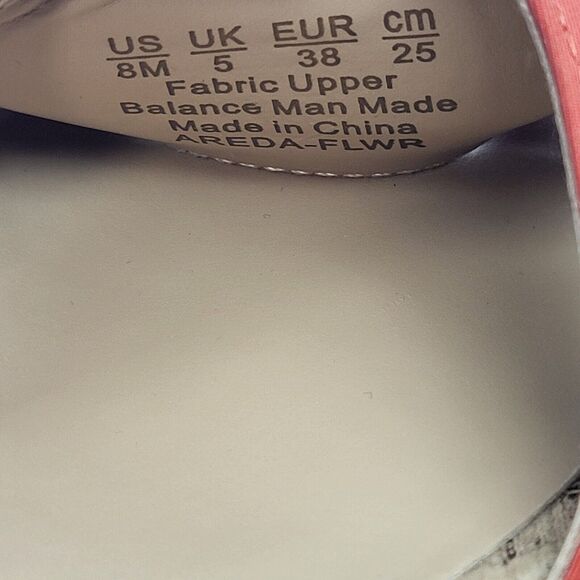 US UK EUR cm
8M 5 38 25
Fabric Upper
Balance Man Made
Made in China
AREDA-FLWR